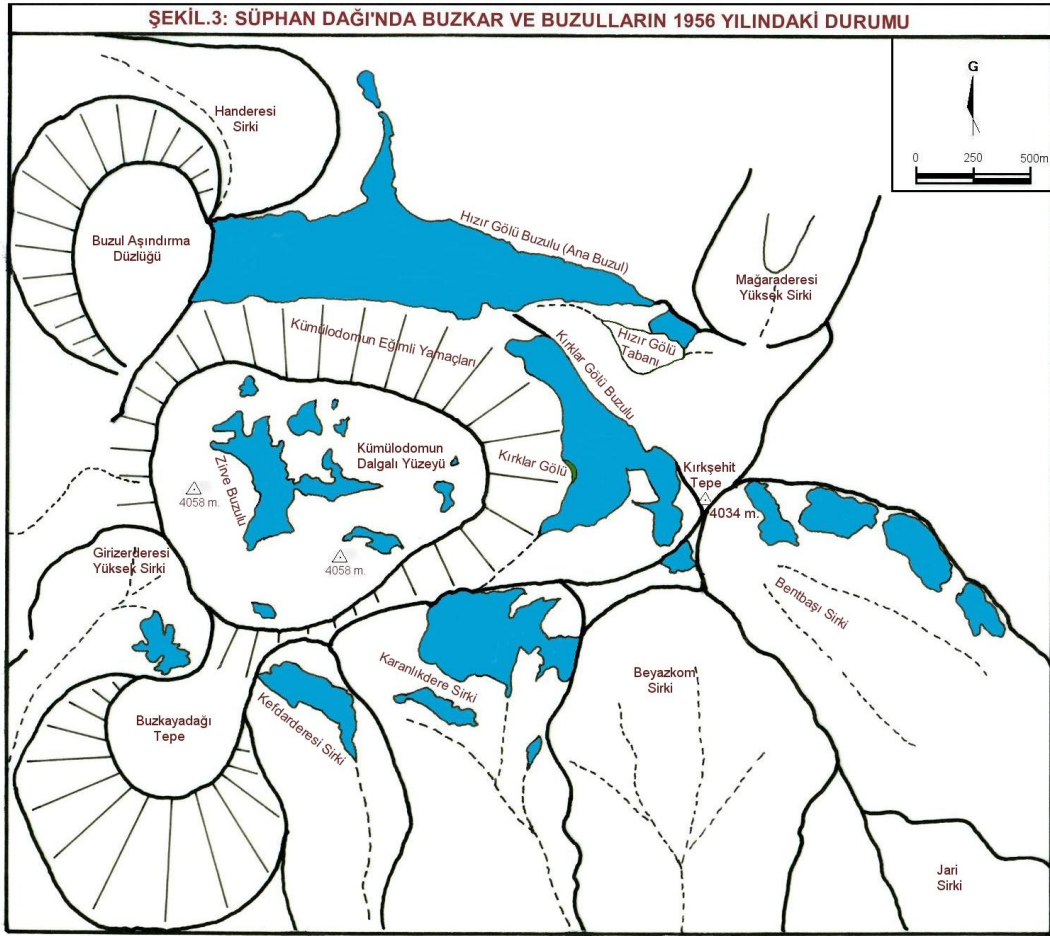 ŞEKİL.3: SÜPHAN DAĞI'NDA BUZKAR VE BUZULLARIN 1956 YILINDAKİ DURUMU
G
0 250 500m
Handeresi
Sirki
Buzul Aşındırma
Düzlüğü
Hızır Gölü Buzulu (Ana Buzul)
Mağaraderesi
Yüksek Sirki
Kümülodomun Eğimli Yamaçları
Hızır Gölü
Tabanı
Kırklar Gölü Buzulu
Kümülodomun
Dalgalı Yüzeyü
Kırklar Gölü
Zirve Buzulu
Kırkşehit
Tepe
4034 m.
4058 m.
4058 m.
Girizerderesi
Yüksek Sirki
Bentbaşı Sirki
Karanlıkdere Sirki
Beyazkom
Sirki
Kefdarderesi Sirki
Buzkayadağı
Tepe
Jari
Sirki